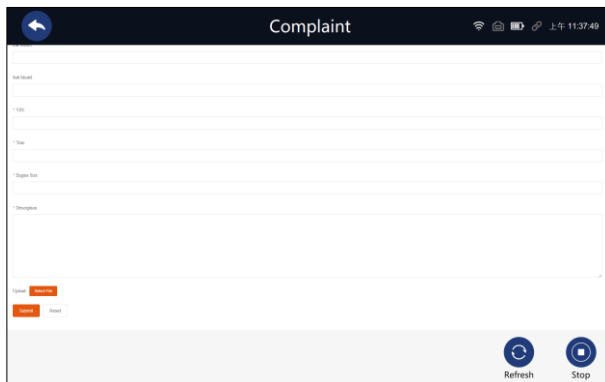 Complaint
上午 11:37:49
Sub Model
* VIN
* Year
* Engine Size
* Description
Upload Select File
Submit Reset
Refresh Stop